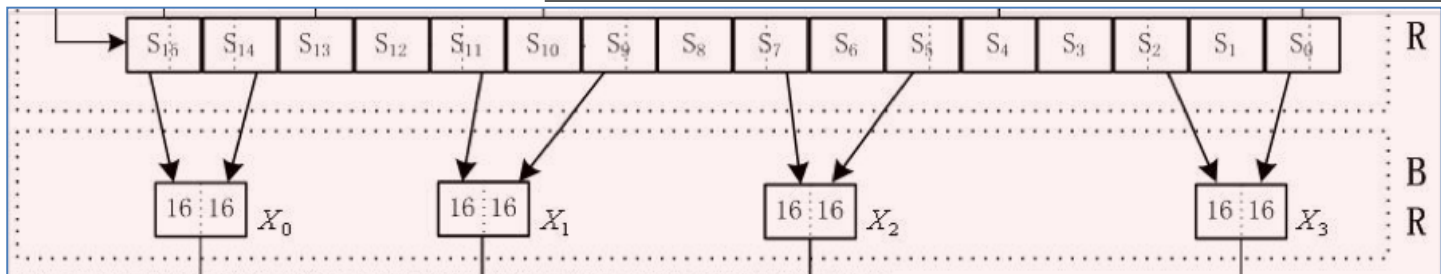 S₁₅ S₁₄ S₁₃ S₁₂ S₁₁ S₁₀ S₉ S₈ S₇ S₆ S₅ S₄ S₃ S₂ S₁ S₀ R
16 16 X₀ 16 16 X₁ 16 16 X₂ 16 16 X₃ B
R